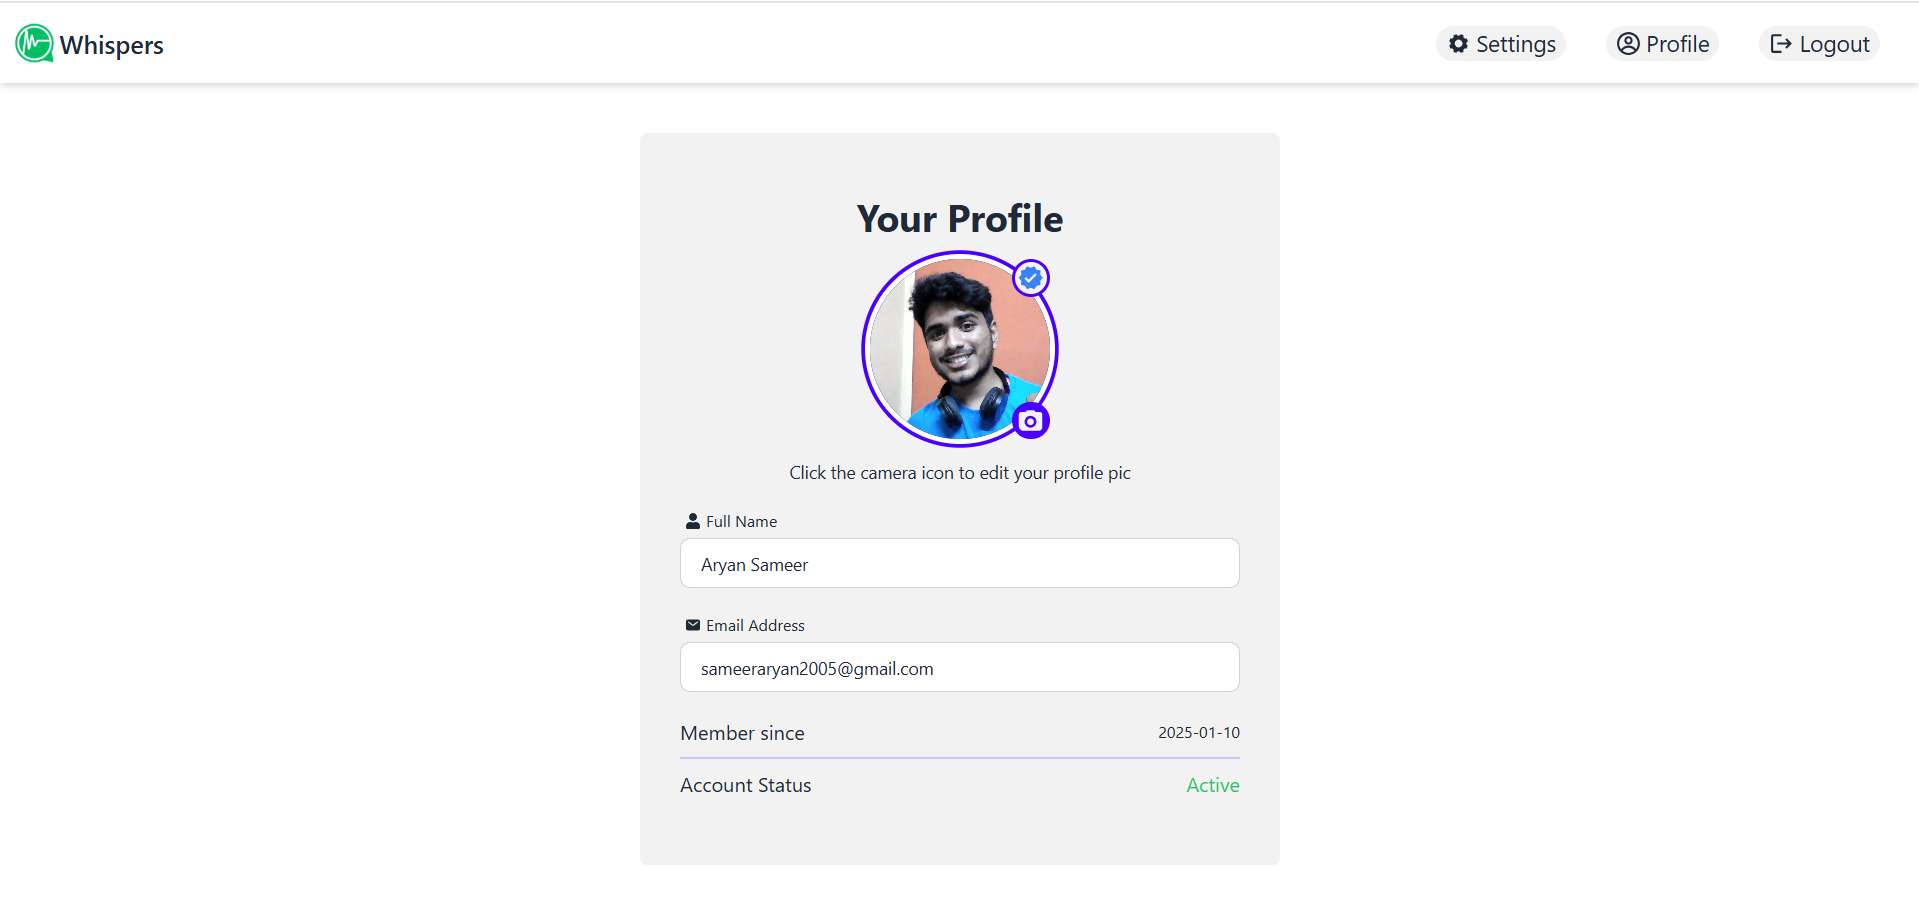 Whispers
Settings
Profile
Logout
Your Profile
Click the camera icon to edit your profile pic
Full Name
Aryan Sameer
Email Address
sameeraryan2005@gmail.com
Member since 2025-01-10
Account Status Active